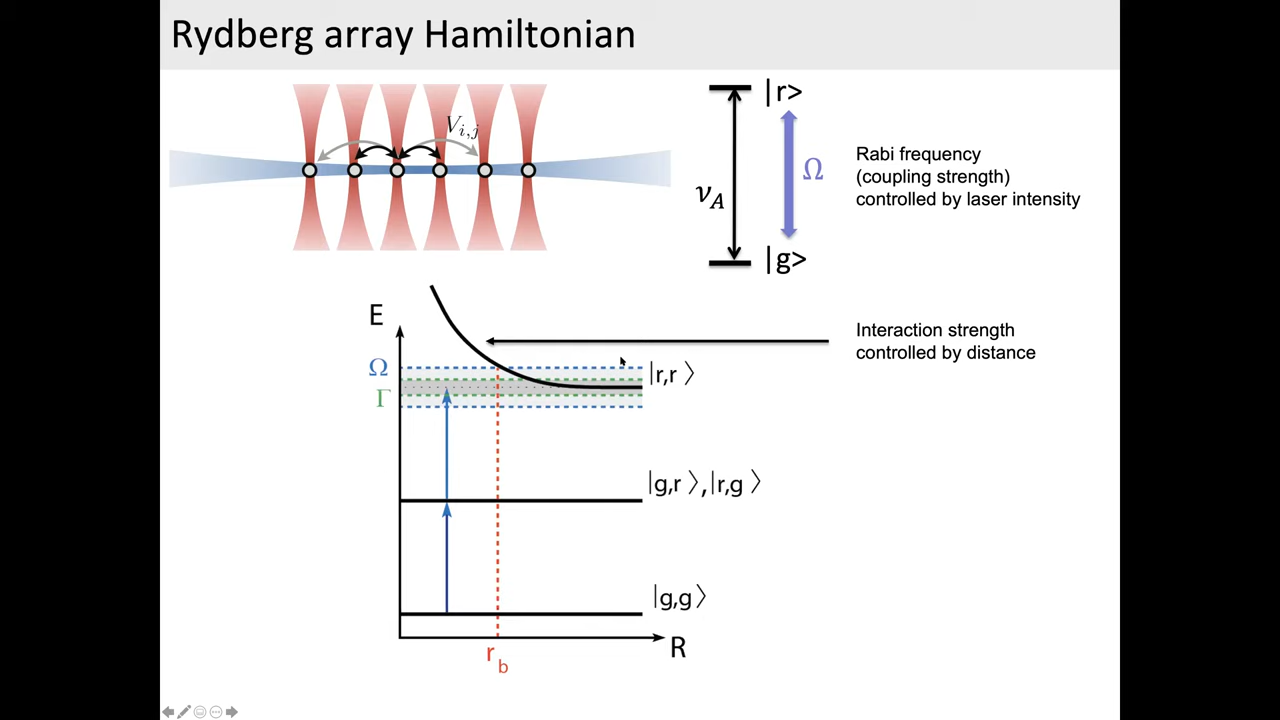 Rydberg array Hamiltonian
V_{i,j}
|r>
Ω
ν_A
|g>
Rabi frequency
(coupling strength)
controlled by laser intensity
E
Interaction strength
controlled by distance
Ω
|r,r⟩
Γ
|g,r⟩,|r,g⟩
|g,g⟩
R
r_b